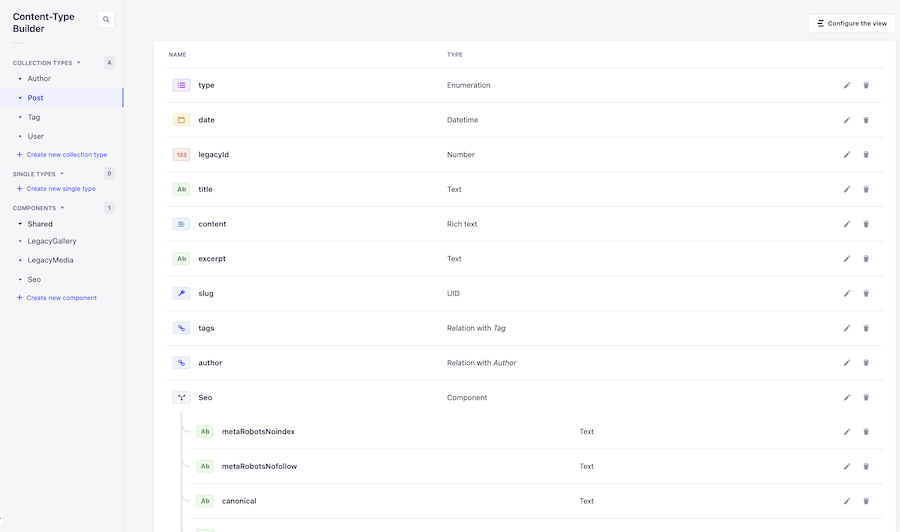 Content-Type
Builder
COLLECTION TYPES
4
Author
Post
Tag
User
+ Create new collection type
SINGLE TYPES
0
+ Create new single type
COMPONENTS
1
Shared
LegacyGallery
LegacyMedia
Seo
+ Create new component
Configure the view
NAME TYPE
type Enumeration
date Datetime
123 legacyId Number
Ab title Text
content Rich text
Ab excerpt Text
slug UID
tags Relation with Tag
author Relation with Author
Seo Component
Ab metaRobotsNoindex Text
Ab metaRobotsNofollow Text
Ab canonical Text